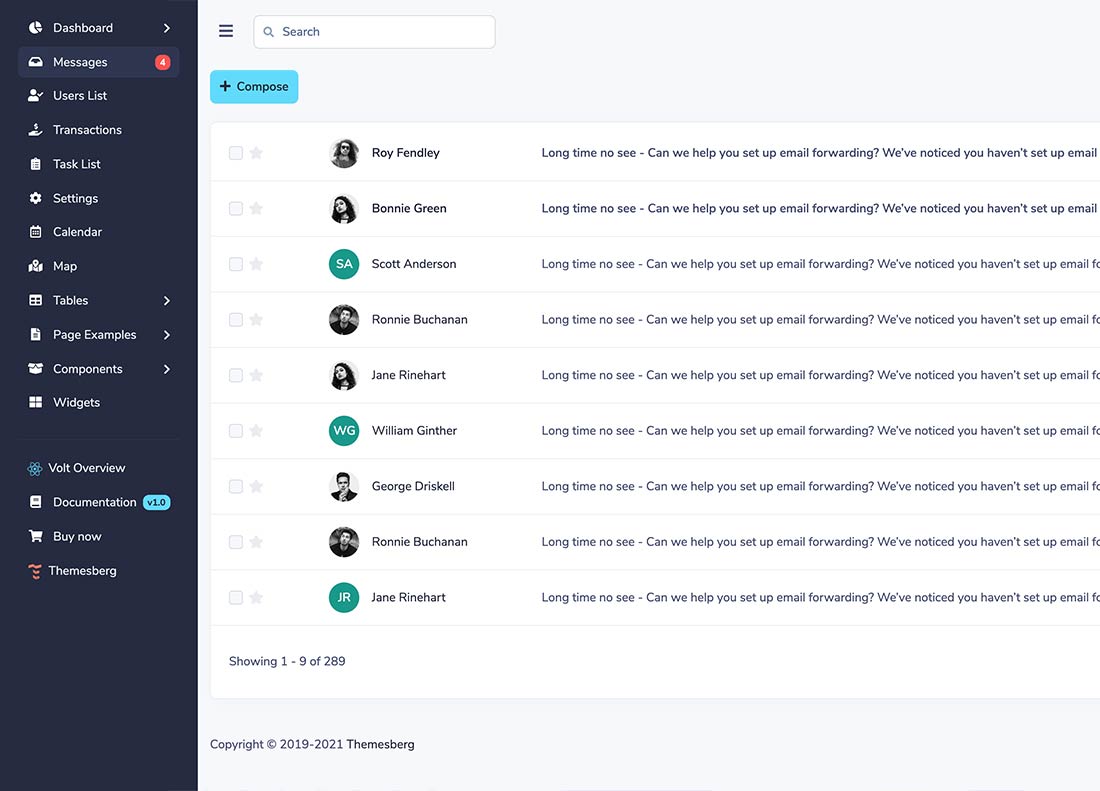 Dashboard
Messages 4
Users List
Transactions
Task List
Settings
Calendar
Map
Tables
Page Examples
Components
Widgets
Volt Overview
Documentation v1.0
Buy now
Themesberg
Search
Compose
Roy Fendley Long time no see - Can we help you set up email forwarding? We've noticed you haven't set up email
Bonnie Green Long time no see - Can we help you set up email forwarding? We've noticed you haven't set up email
SA Scott Anderson Long time no see - Can we help you set up email forwarding? We've noticed you haven't set up email fo
Ronnie Buchanan Long time no see - Can we help you set up email forwarding? We've noticed you haven't set up email fo
Jane Rinehart Long time no see - Can we help you set up email forwarding? We've noticed you haven't set up email fo
WG William Ginther Long time no see - Can we help you set up email forwarding? We've noticed you haven't set up email fo
George Driskell Long time no see - Can we help you set up email forwarding? We've noticed you haven't set up email fo
Ronnie Buchanan Long time no see - Can we help you set up email forwarding? We've noticed you haven't set up email fo
JR Jane Rinehart Long time no see - Can we help you set up email forwarding? We've noticed you haven't set up email fo
Showing 1 - 9 of 289
Copyright © 2019-2021 Themesberg